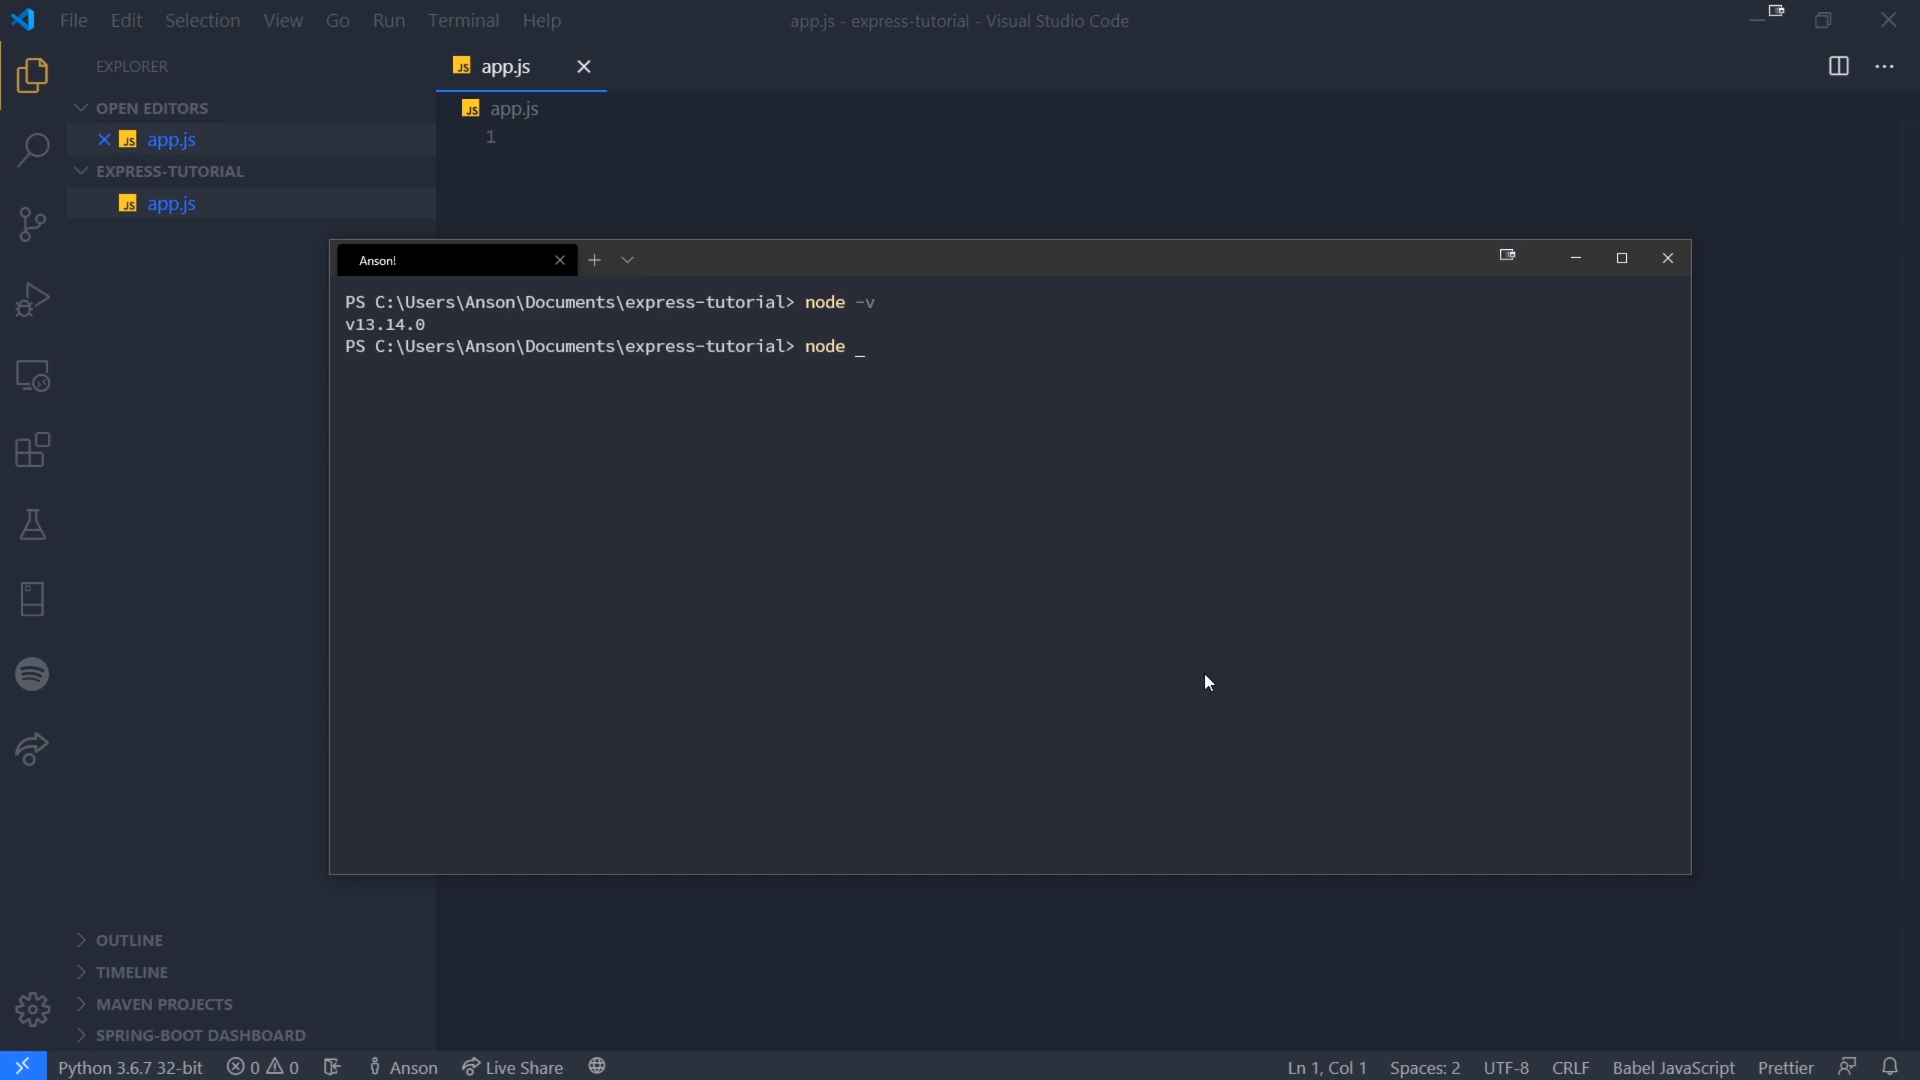 File Edit Selection View Go Run Terminal Help
app.js - express-tutorial - Visual Studio Code
EXPLORER
OPEN EDITORS
JS app.js
EXPRESS-TUTORIAL
JS app.js
JS app.js
JS app.js
1
Anson!
PS C:\Users\Anson\Documents\express-tutorial> node -v
v13.14.0
PS C:\Users\Anson\Documents\express-tutorial> node _
OUTLINE
TIMELINE
MAVEN PROJECTS
SPRING-BOOT DASHBOARD
Python 3.6.7 32-bit 0 0 Anson Live Share
Ln 1, Col 1 Spaces: 2 UTF-8 CRLF Babel JavaScript Prettier